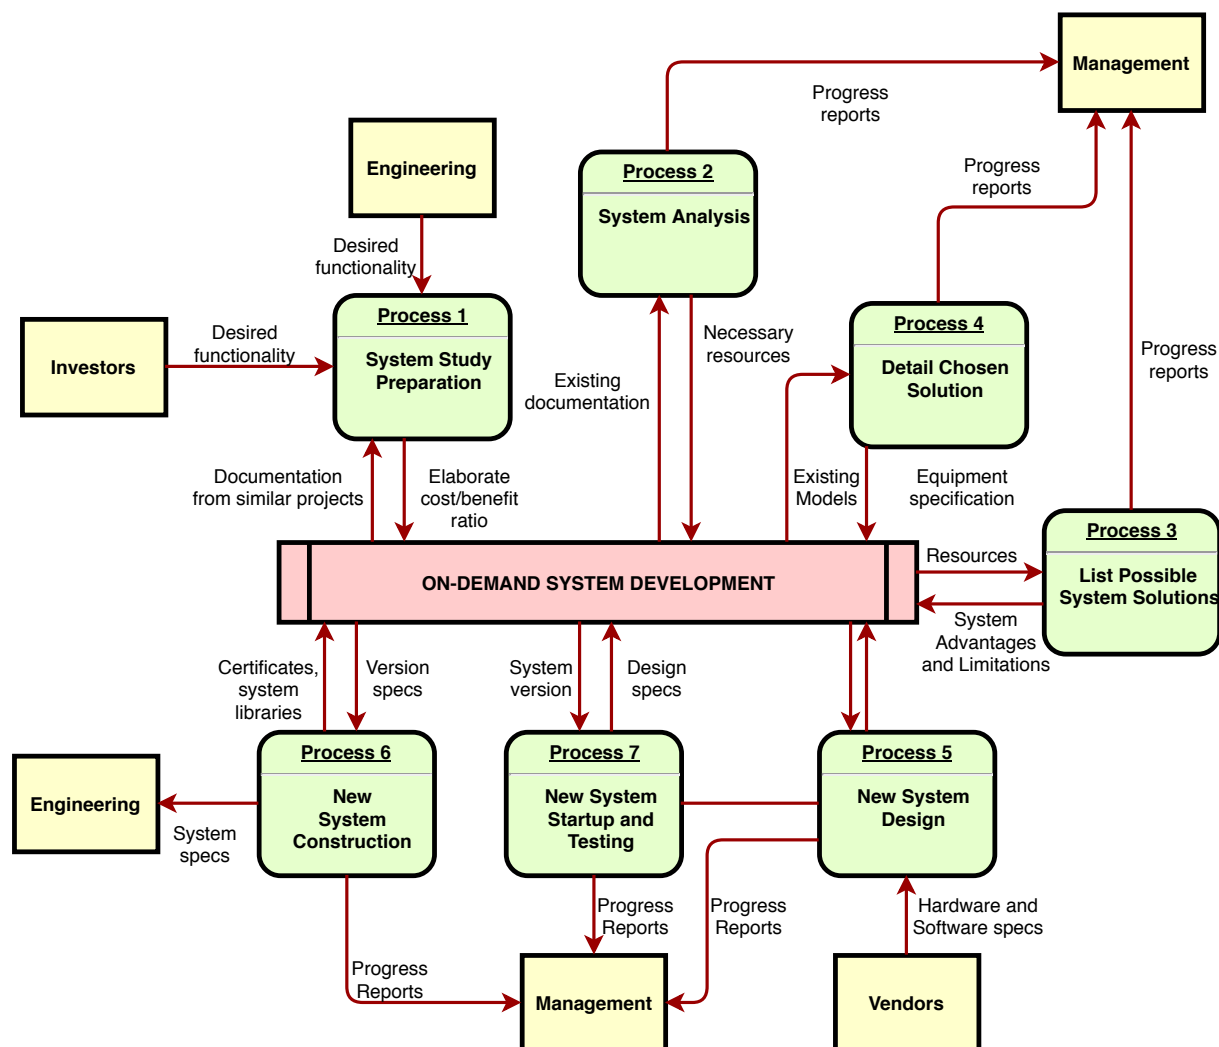 Management
Progress
reports
Engineering
Process 2
System Analysis
Progress
reports
Desired
functionality
Process 1
System Study
Preparation
Investors
Desired
functionality
Necessary
resources
Process 4
Detail Chosen
Solution
Progress
reports
Existing
documentation
Documentation
from similar projects
Elaborate
cost/benefit
ratio
Existing
Models
Equipment
specification
Process 3
List Possible
System Solutions
Resources
ON-DEMAND SYSTEM DEVELOPMENT
System
Advantages
and Limitations
Certificates,
system
libraries
Version
specs
System
version
Design
specs
Process 6
New
System
Construction
Process 7
New System
Startup and
Testing
Process 5
New System
Design
Engineering
System
specs
Progress
Reports
Progress
Reports
Hardware and
Software specs
Progress
Reports
Management
Vendors